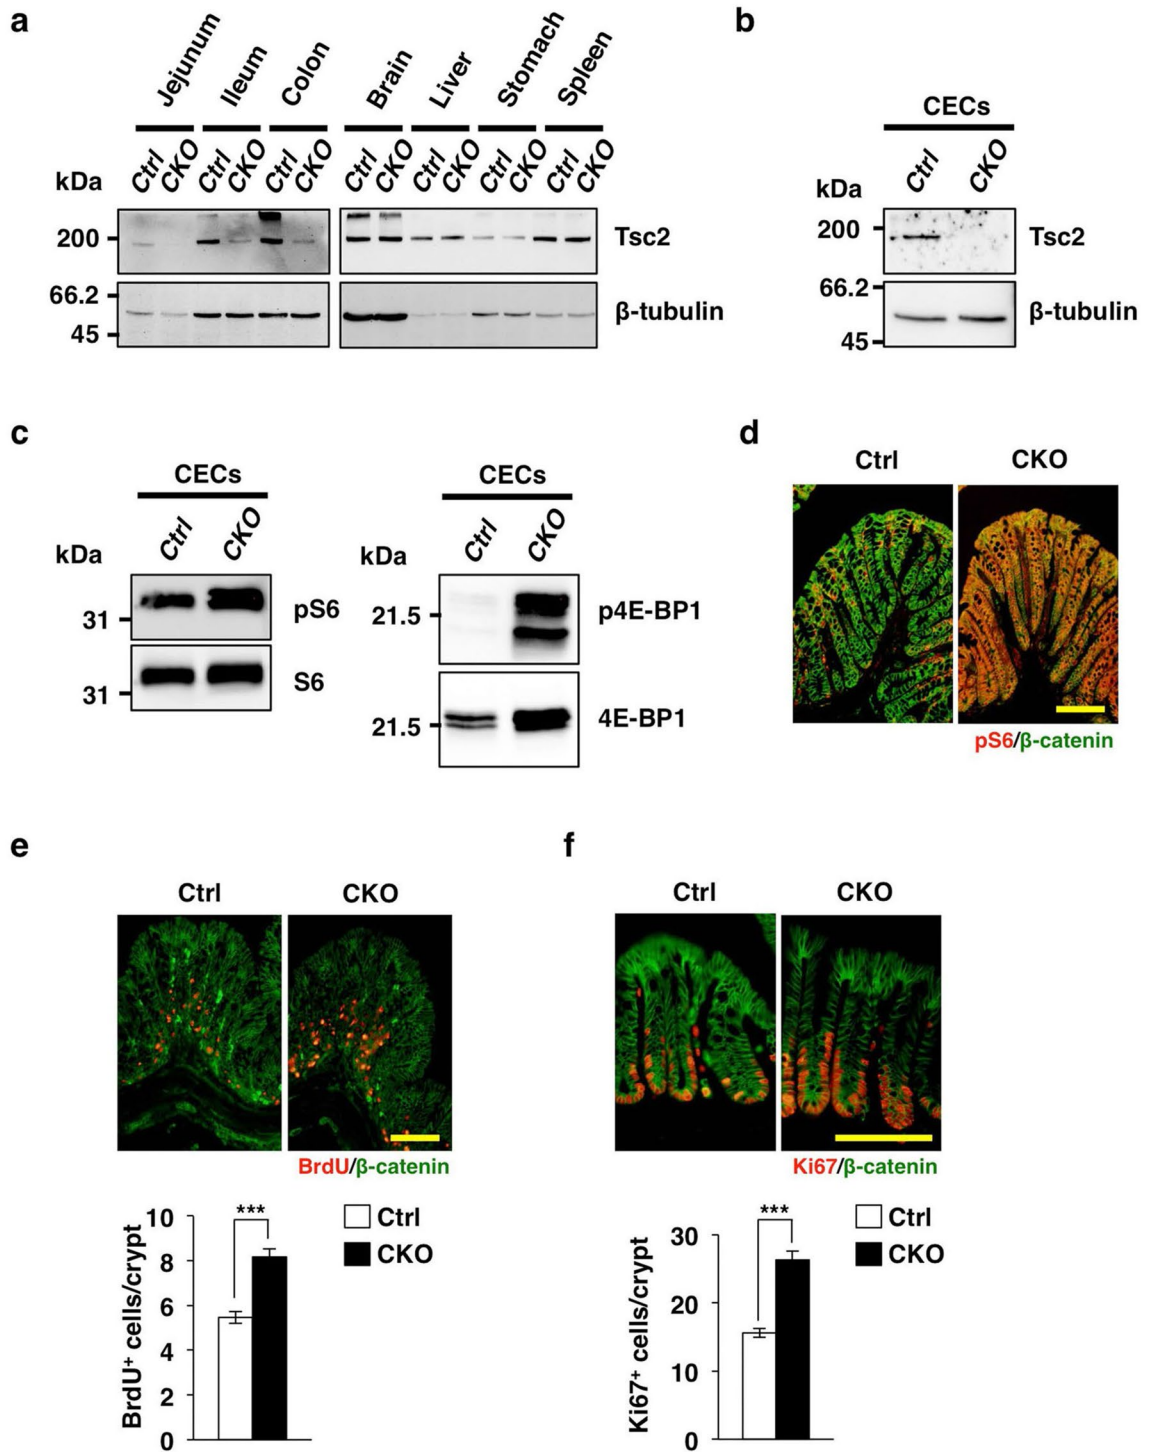 a
b
Jejunum Ileum Colon Brain Liver Stomach Spleen
CECs
Ctrl CKO Ctrl CKO Ctrl CKO Ctrl CKO Ctrl CKO Ctrl CKO Ctrl CKO
Ctrl CKO
kDa
200
Tsc2
66.2
45
β-tubulin
kDa
200
Tsc2
66.2
45
β-tubulin
c
CECs
Ctrl CKO
kDa
31
pS6
31
S6
CECs
Ctrl CKO
kDa
21.5
p4E-BP1
21.5
4E-BP1
d
Ctrl CKO
pS6/β-catenin
e
Ctrl CKO
BrdU/β-catenin
BrdU⁺ cells/crypt
10
8
6
4
2
0
***
Ctrl
CKO
f
Ctrl CKO
Ki67/β-catenin
Ki67⁺ cells/crypt
30
20
10
0
***
Ctrl
CKO